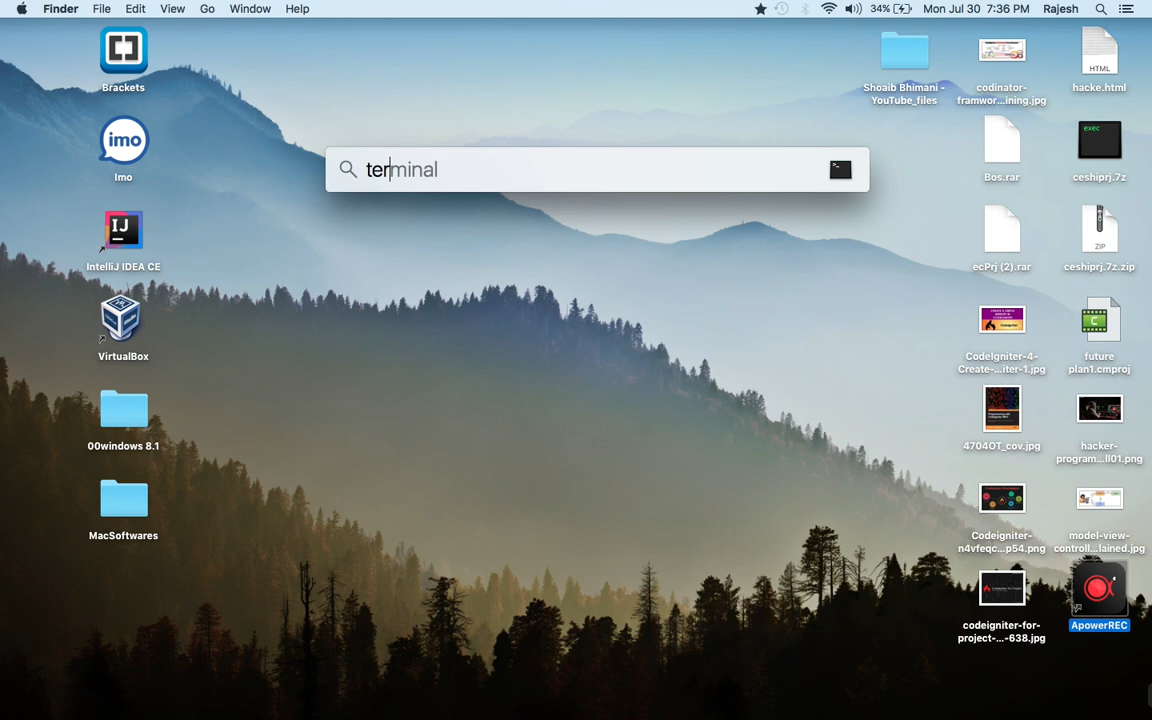 Finder File Edit View Go Window Help
34% Mon Jul 30 7:36 PM Rajesh
Brackets
imo
Imo
IJ
IntelliJ IDEA CE
VirtualBox
00windows 8.1
MacSoftwares
terminal
Shoaib Bhimani -
YouTube_files
codinator-
framwor...ining.jpg
HTML
hacke.html
Bos.rar
exec
ceshiprj.7z
ecPrj (2).rar
ZIP
ceshiprj.7z.zip
CodeIgniter-4-
Create-...iter-1.jpg
C
future
plan1.cmproj
4704OT_cov.jpg
hacker-
program...ll01.png
Codeigniter-
n4vfeqc...p54.png
model-view-
controll...lained.jpg
codeigniter-for-
project-...-638.jpg
ApowerREC